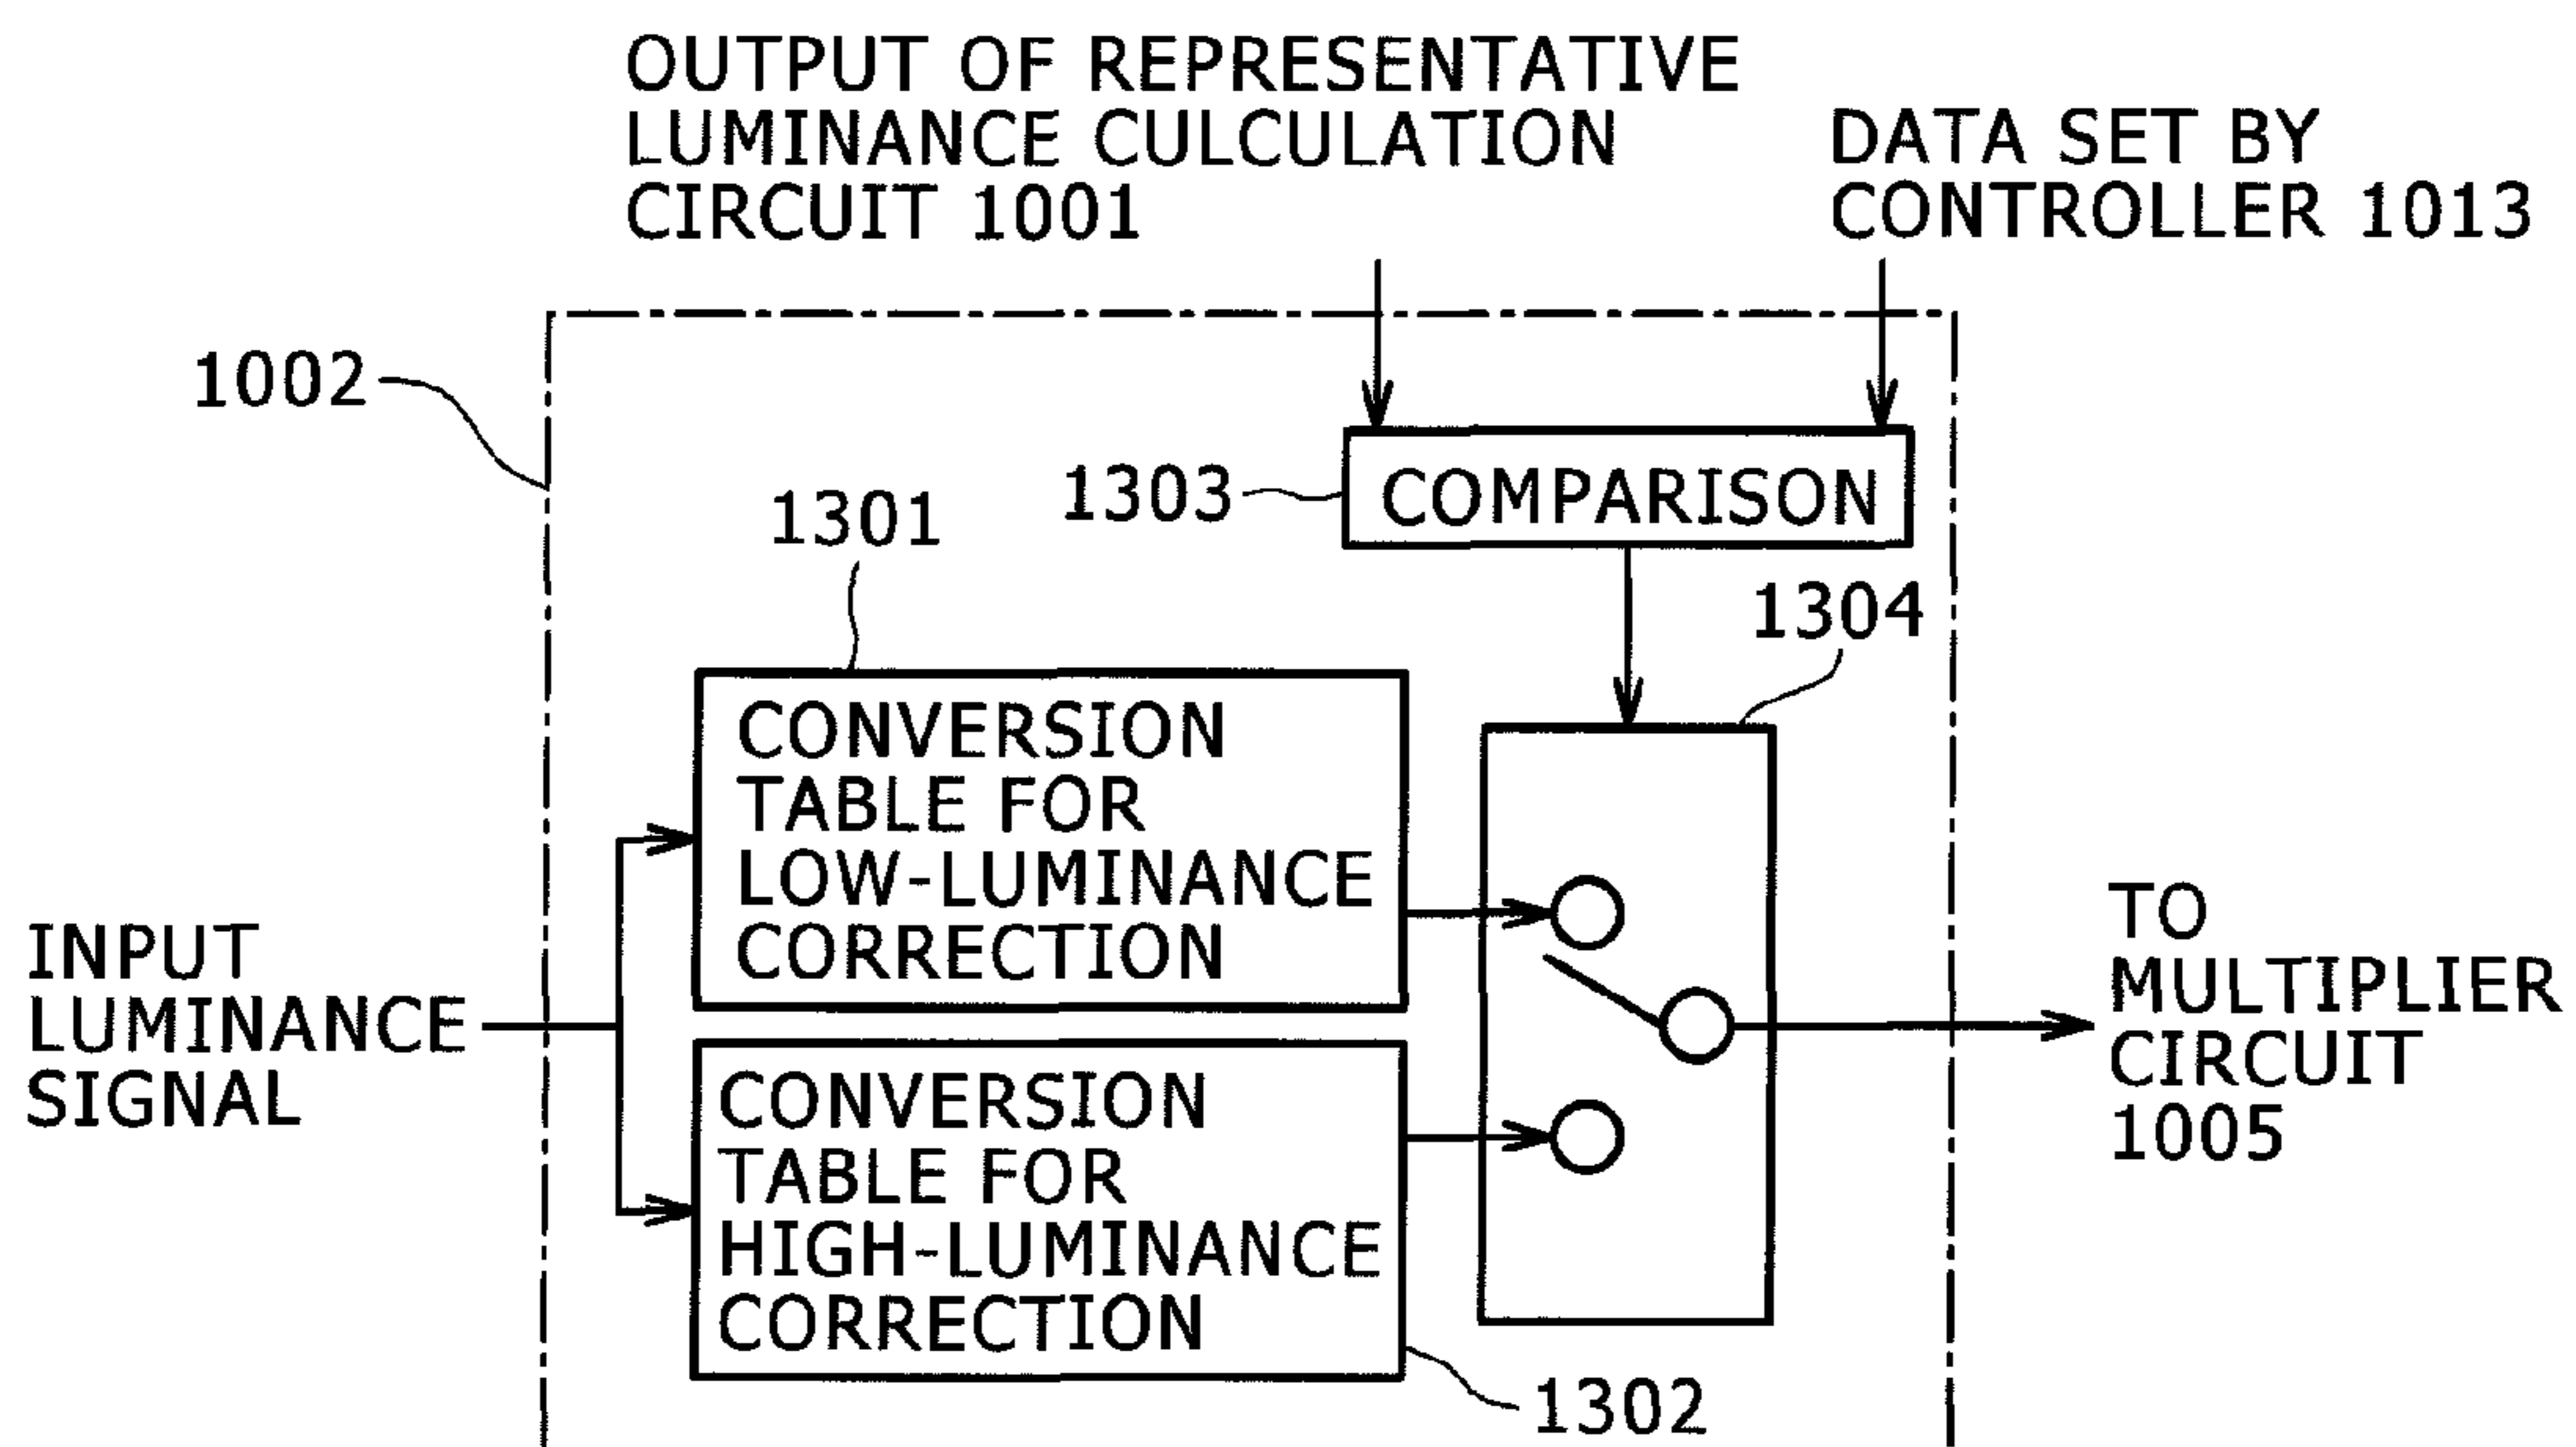 OUTPUT OF REPRESENTATIVE
LUMINANCE CULCULATION
CIRCUIT 1001
DATA SET BY
CONTROLLER 1013
1002
1303
COMPARISON
1301
1304
CONVERSION
TABLE FOR
LOW-LUMINANCE
CORRECTION
INPUT
LUMINANCE
SIGNAL
TO
MULTIPLIER
CIRCUIT
1005
CONVERSION
TABLE FOR
HIGH-LUMINANCE
CORRECTION
1302